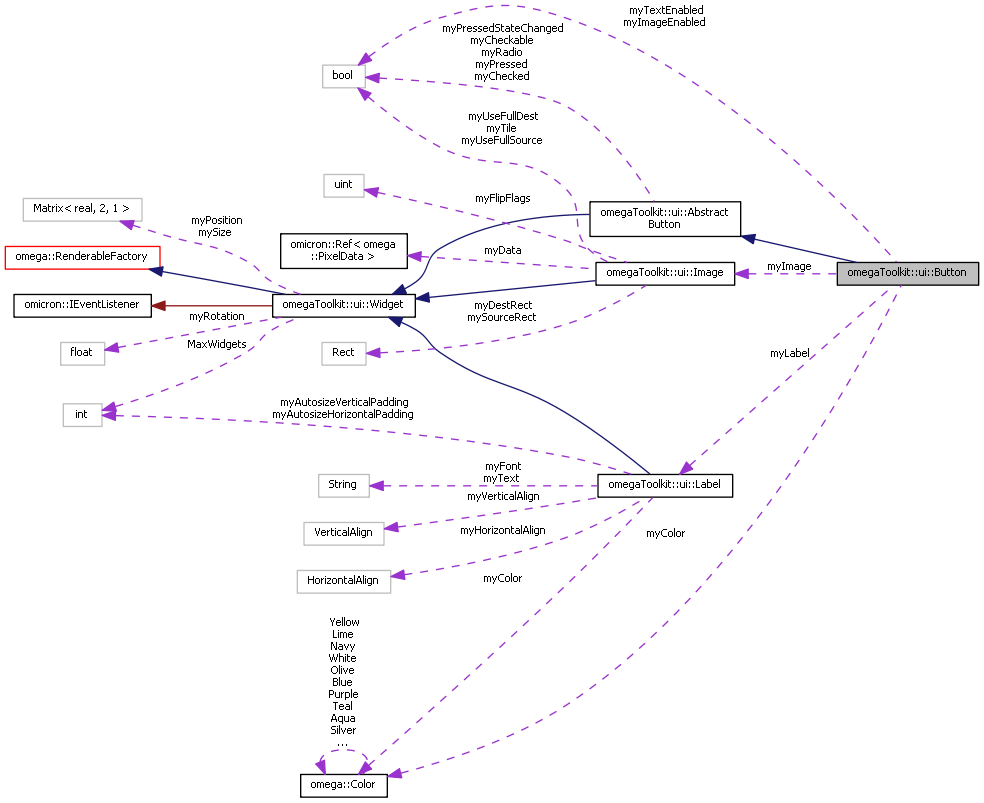 myTextEnabled
myImageEnabled
myPressedStateChanged
myCheckable
myRadio
myPressed
myChecked
bool
myUseFullDest
myTile
myUseFullSource
uint
myFlipFlags
Matrix< real, 2, 1 >
myPosition
mySize
omegaToolkit::ui::Abstract
Button
omicron::Ref< omega
::PixelData >
myData
omega::RenderableFactory
omegaToolkit::ui::Image
myImage
omegaToolkit::ui::Button
omicron::IEventListener
omegaToolkit::ui::Widget
myDestRect
mySourceRect
myRotation
MaxWidgets
float
Rect
myLabel
int
myAutosizeVerticalPadding
myAutosizeHorizontalPadding
myFont
myText
String
omegaToolkit::ui::Label
myVerticalAlign
VerticalAlign
myHorizontalAlign
myColor
HorizontalAlign
myColor
Yellow
Lime
Navy
White
Olive
Blue
Purple
Teal
Aqua
Silver
...
omega::Color